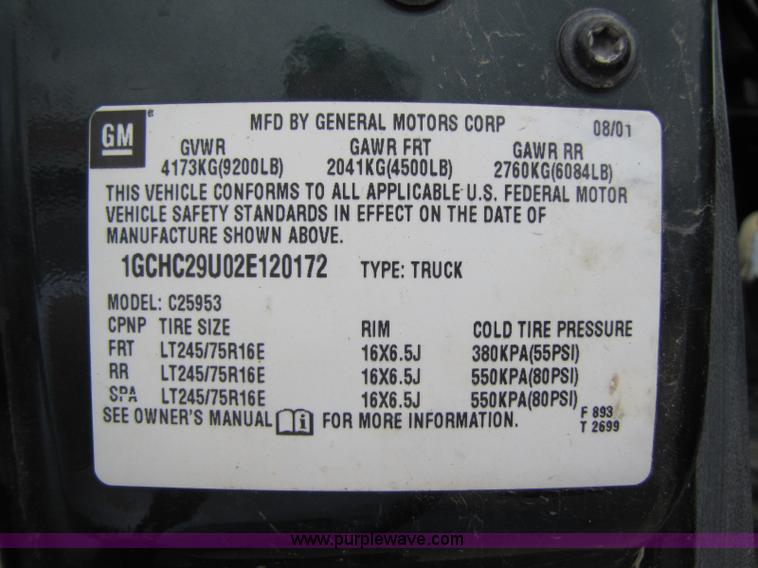 GM
MFD BY GENERAL MOTORS CORP 08/01
GVWR GAWR FRT GAWR RR
4173KG(9200LB) 2041KG(4500LB) 2760KG(6084LB)
THIS VEHICLE CONFORMS TO ALL APPLICABLE U.S. FEDERAL MOTOR
VEHICLE SAFETY STANDARDS IN EFFECT ON THE DATE OF
MANUFACTURE SHOWN ABOVE.
1GCHC29U02E120172 TYPE: TRUCK
MODEL: C25953
CPNP TIRE SIZE RIM COLD TIRE PRESSURE
FRT LT245/75R16E 16X6.5J 380KPA(55PSI)
RR LT245/75R16E 16X6.5J 550KPA(80PSI)
SPA LT245/75R16E 16X6.5J 550KPA(80PSI)
SEE OWNER'S MANUAL i FOR MORE INFORMATION. F 893
T 2699
www.purplewave.com